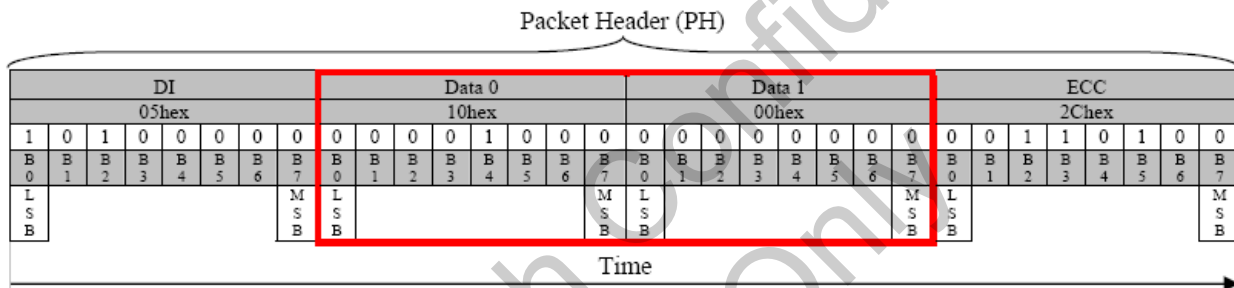 Packet Header (PH)
DI Data 0 Data 1 ECC
05hex 10hex 00hex 2Chex
1 0 1 0 0 0 0 0 0 0 0 0 1 0 0 0 0 0 0 0 0 0 0 0 0 0 1 1 0 1 0 0
B0 B1 B2 B3 B4 B5 B6 B7 B0 B1 B2 B3 B4 B5 B6 B7 B0 B1 B2 B3 B4 B5 B6 B7 B0 B1 B2 B3 B4 B5 B6 B7
LSB MSB LSB MSB LSB MSB LSB MSB
Time
Only